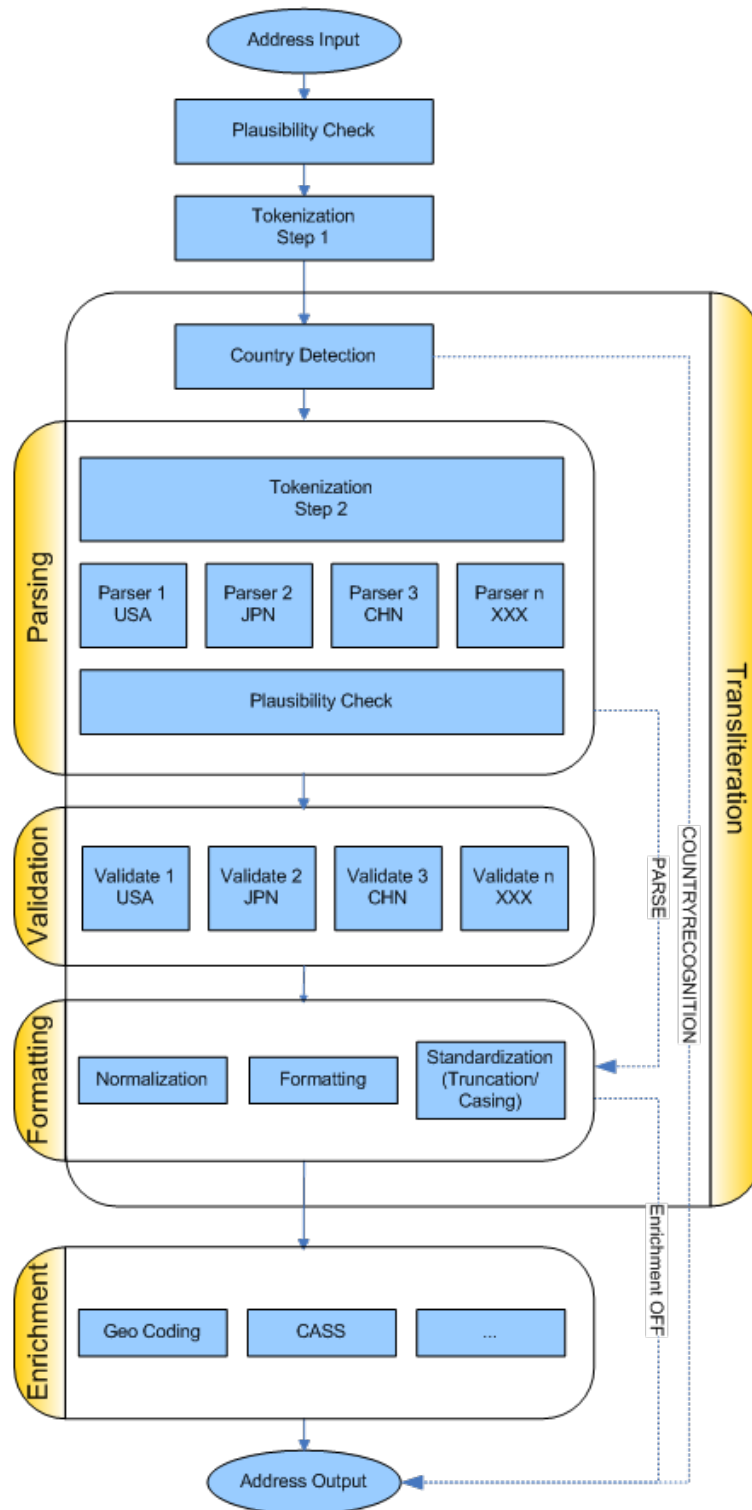 Address Input
Plausibility Check
Tokenization
Step 1
Country Detection
Parsing
Tokenization
Step 2
Parser 1
USA
Parser 2
JPN
Parser 3
CHN
Parser n
XXX
Plausibility Check
Transliteration
COUNTRYRECOGNITION
PARSE
Validation
Validate 1
USA
Validate 2
JPN
Validate 3
CHN
Validate n
XXX
Formatting
Normalization
Formatting
Standardization
(Truncation/
Casing)
Enrichment OFF
Enrichment
Geo Coding
CASS
...
Address Output